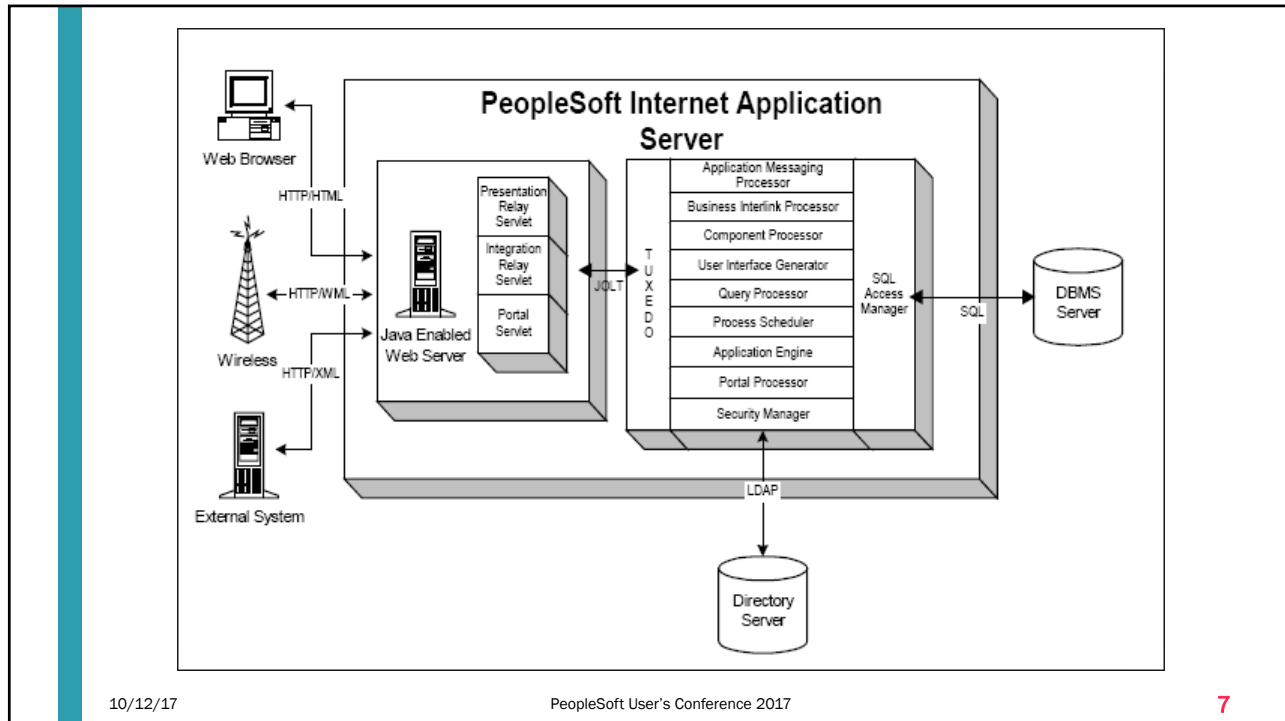 PeopleSoft Internet Application
Server
Web Browser
HTTP/HTML
Wireless
HTTP/WML
External System
HTTP/XML
Java Enabled
Web Server
Presentation
Relay
Servlet
Integration
Relay
Servlet
Portal
Servlet
JOLT
T
U
X
E
D
O
Application Messaging
Processor
Business Interlink Processor
Component Processor
User Interface Generator
Query Processor
Process Scheduler
Application Engine
Portal Processor
Security Manager
SQL
Access
Manager
SQL
DBMS
Server
LDAP
Directory
Server
10/12/17
PeopleSoft User's Conference 2017
7